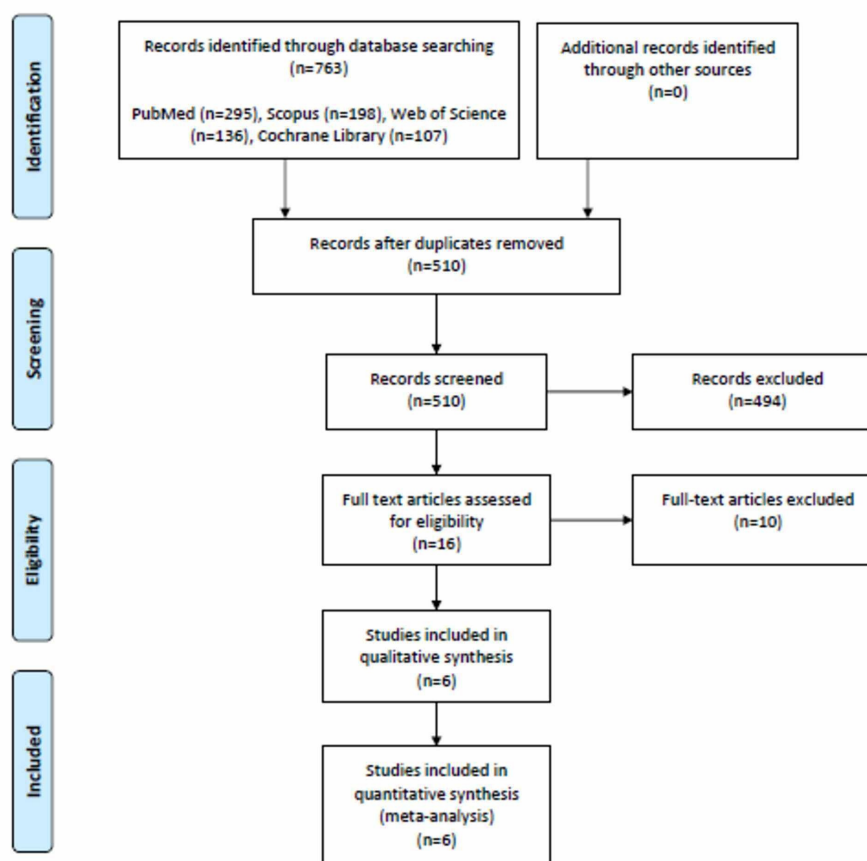 Identification
Records identified through database searching
(n=763)
PubMed (n=295), Scopus (n=198), Web of Science
(n=136), Cochrane Library (n=107)
Additional records identified
through other sources
(n=0)
Records after duplicates removed
(n=510)
Screening
Records screened
(n=510)
Records excluded
(n=494)
Eligibility
Full text articles assessed
for eligibility
(n=16)
Full-text articles excluded
(n=10)
Studies included in
qualitative synthesis
(n=6)
Included
Studies included in
quantitative synthesis
(meta-analysis)
(n=6)